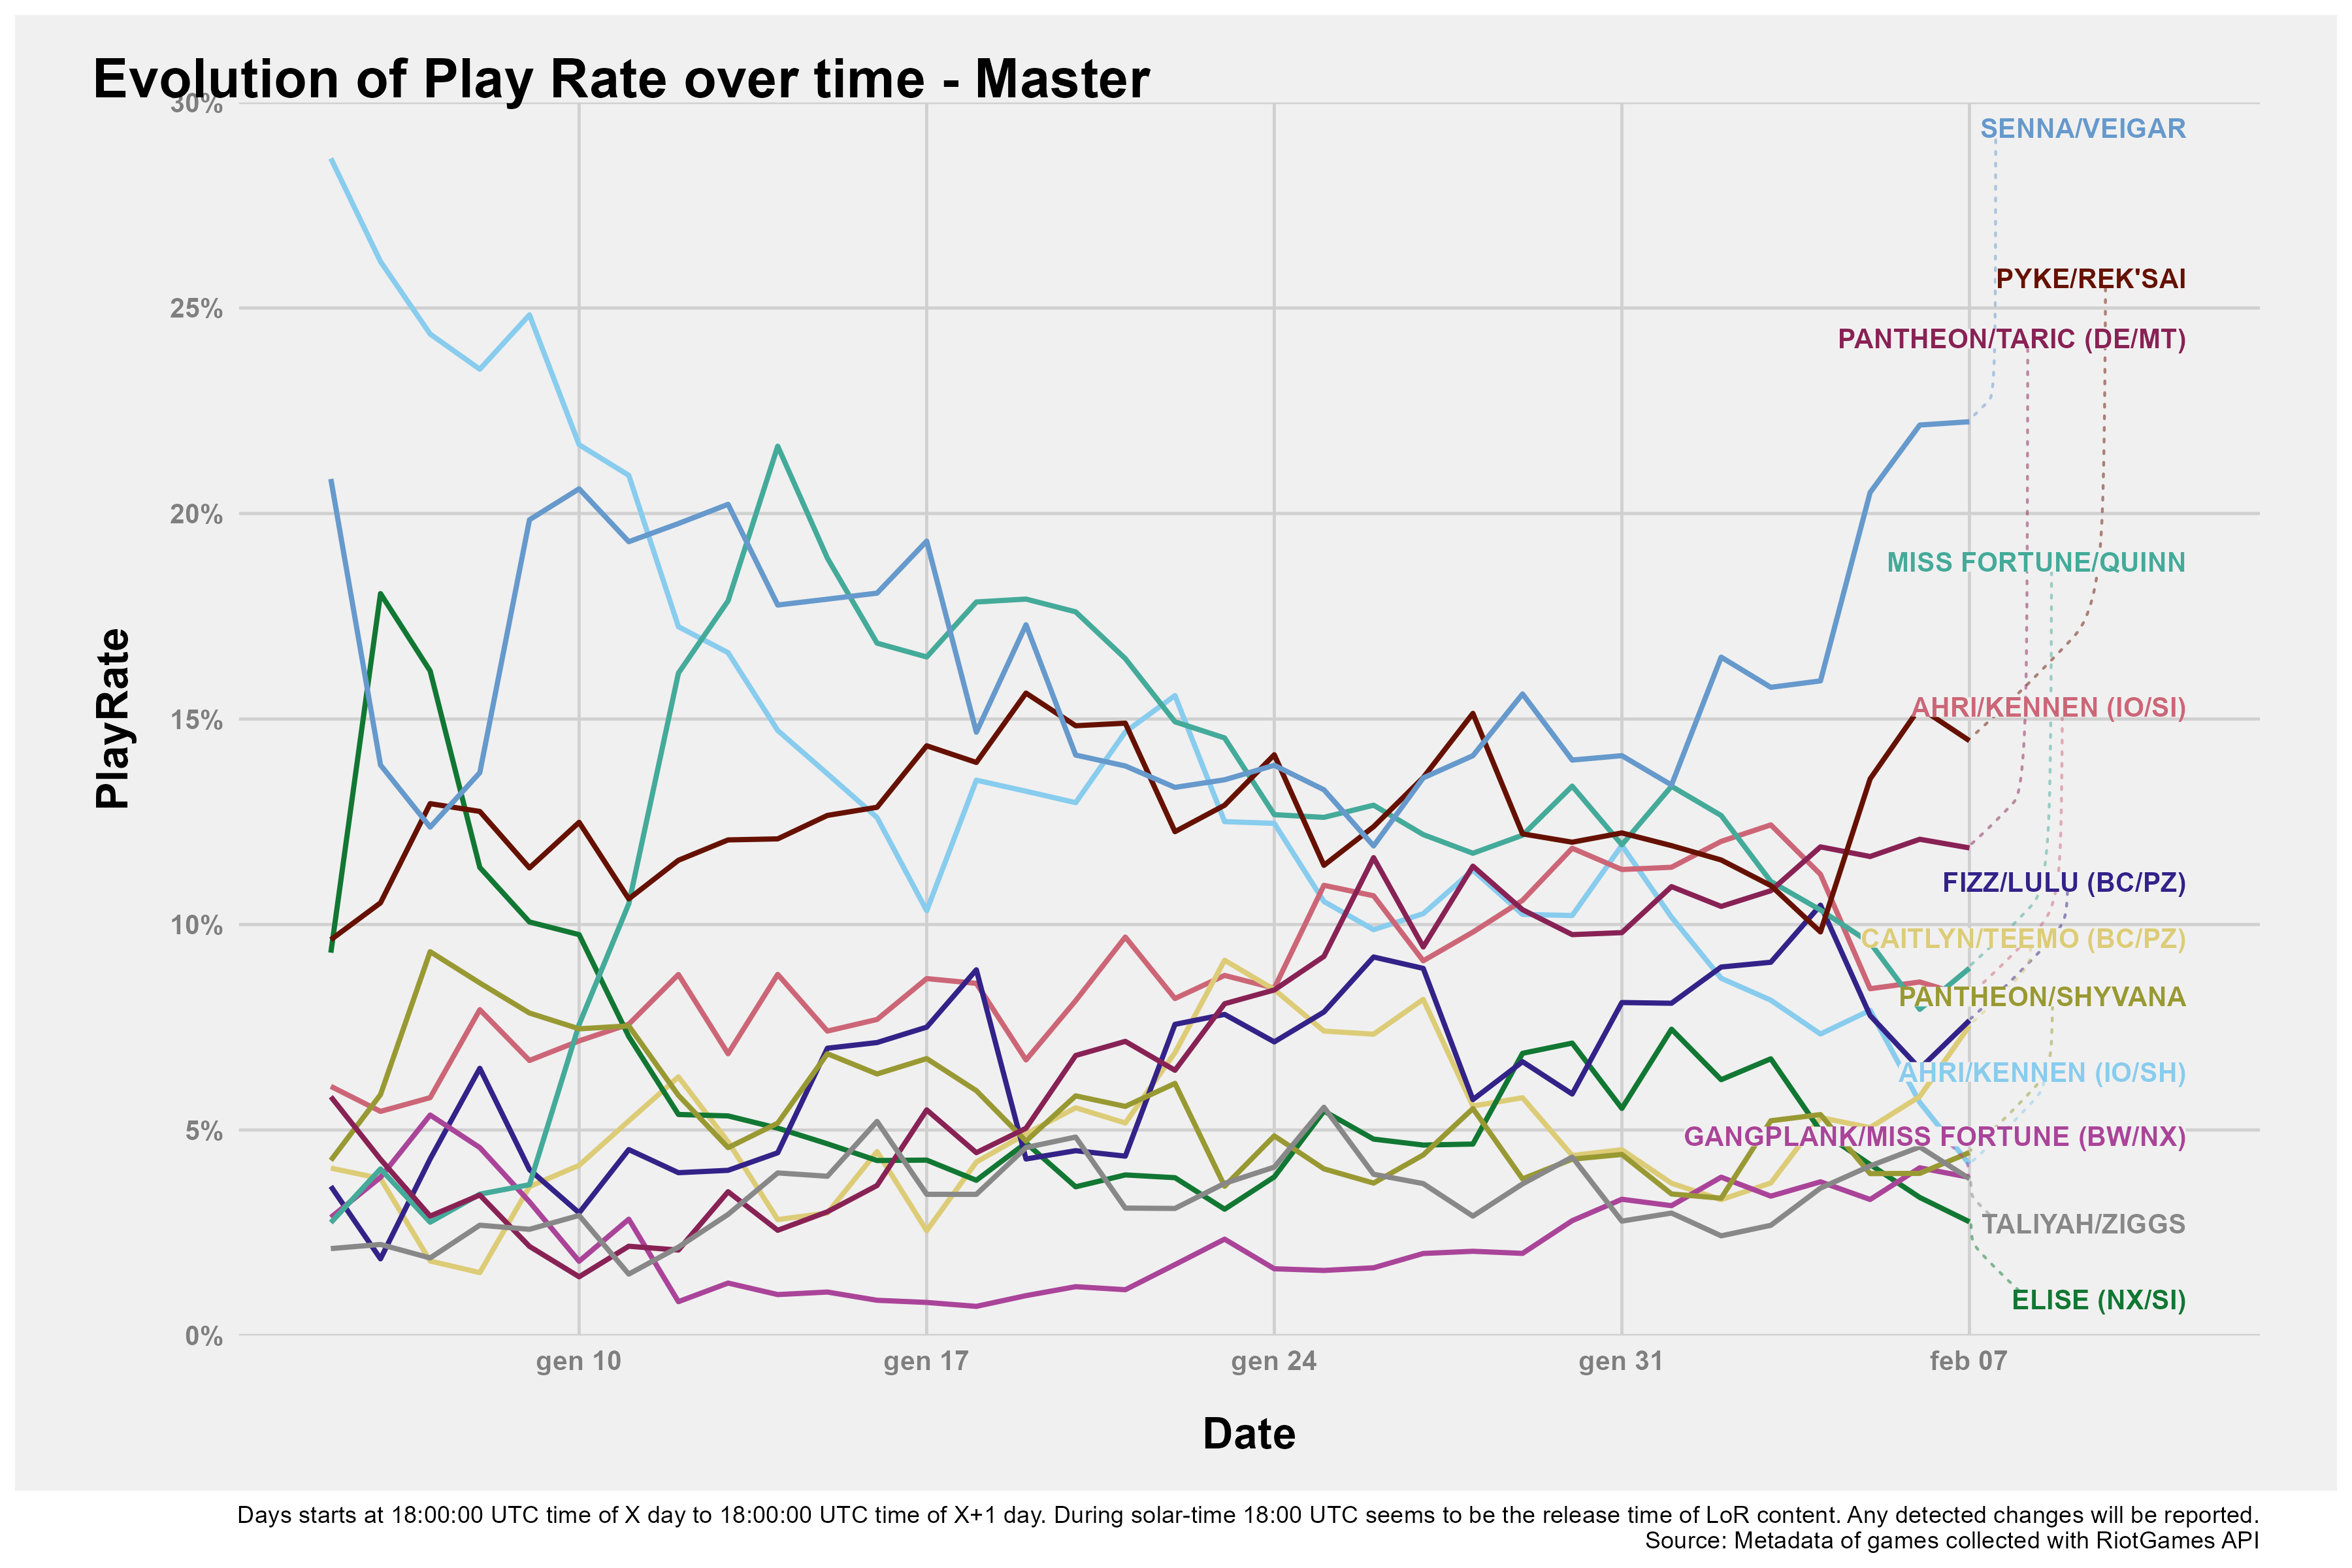 Evolution of Play Rate over time - Master
30%
25%
20%
15%
10%
5%
0%
PlayRate
SENNA/VEIGAR
PYKE/REK'SAI
PANTHEON/TARIC (DE/MT)
MISS FORTUNE/QUINN
AHRI/KENNEN (IO/SI)
FIZZ/LULU (BC/PZ)
CAITLYN/TEEMO (BC/PZ)
PANTHEON/SHYVANA
AHRI/KENNEN (IO/SH)
GANGPLANK/MISS FORTUNE (BW/NX)
TALIYAH/ZIGGS
ELISE (NX/SI)
gen 10 gen 17 gen 24 gen 31 feb 07
Date
Days starts at 18:00:00 UTC time of X day to 18:00:00 UTC time of X+1 day. During solar-time 18:00 UTC seems to be the release time of LoR content. Any detected changes will be reported.
Source: Metadata of games collected with RiotGames API